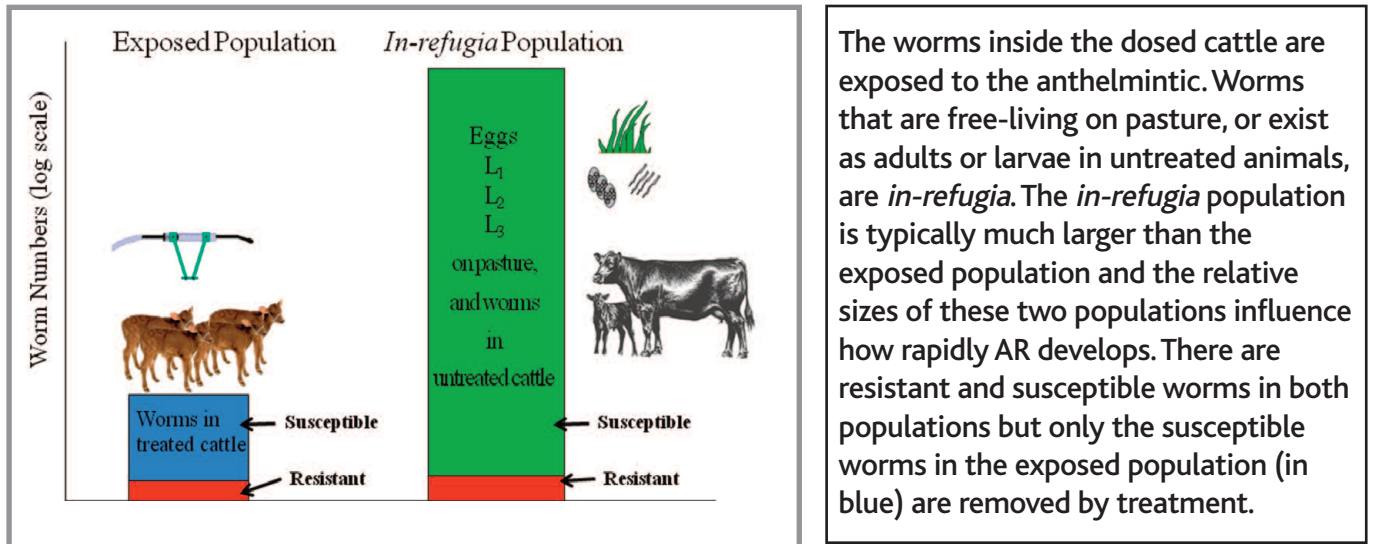 Exposed Population
In-refugia Population
Worm Numbers (log scale)
Eggs
L₁
L₂
L₃
on pasture,
and worms
in
untreated cattle
Worms in
treated cattle
Susceptible
Resistant
Susceptible
Resistant
The worms inside the dosed cattle are
exposed to the anthelmintic. Worms
that are free-living on pasture, or exist
as adults or larvae in untreated animals,
are in-refugia. The in-refugia population
is typically much larger than the
exposed population and the relative
sizes of these two populations influence
how rapidly AR develops. There are
resistant and susceptible worms in both
populations but only the susceptible
worms in the exposed population (in
blue) are removed by treatment.